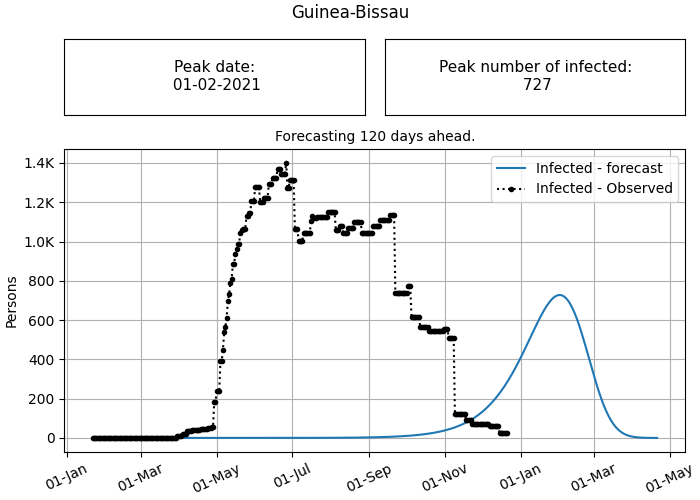 Guinea-Bissau
Peak date:
01-02-2021
Peak number of infected:
727
Forecasting 120 days ahead.
Infected - forecast
Infected - Observed
1.4K
1.2K
1.0K
800
600
400
200
0
Persons
01-Jan
01-Mar
01-May
01-Jul
01-Sep
01-Nov
01-Jan
01-Mar
01-May